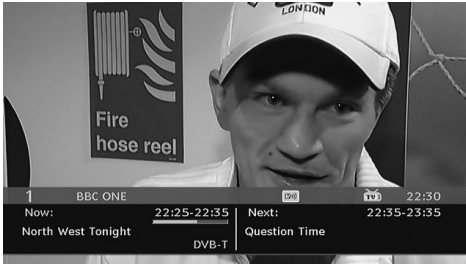 LONDON
Fire
hose reel
1 BBC ONE TV 22:30
Now: 22:25-22:35 Next: 22:35-23:35
North West Tonight Question Time
DVB-T